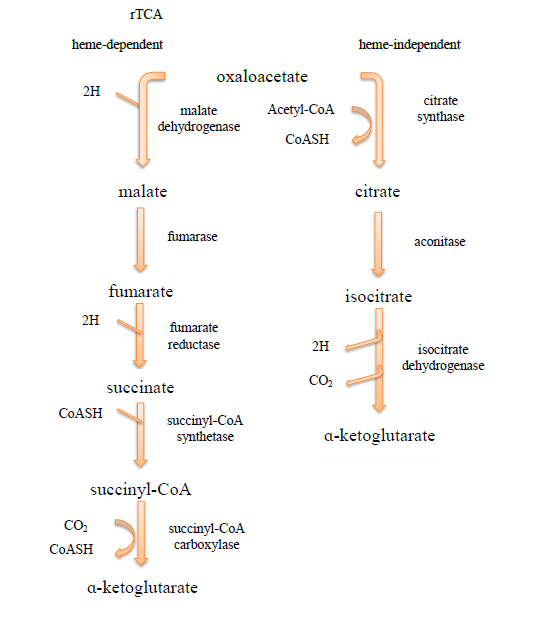 rTCA
heme-dependent
heme-independent
oxaloacetate
2H
malate
dehydrogenase
Acetyl-CoA
CoASH
citrate
synthase
malate
citrate
fumarase
aconitase
fumarate
isocitrate
2H
fumarate
reductase
2H
CO₂
isocitrate
dehydrogenase
succinate
CoASH
succinyl-CoA
synthetase
α-ketoglutarate
succinyl-CoA
CO₂
CoASH
succinyl-CoA
carboxylase
α-ketoglutarate